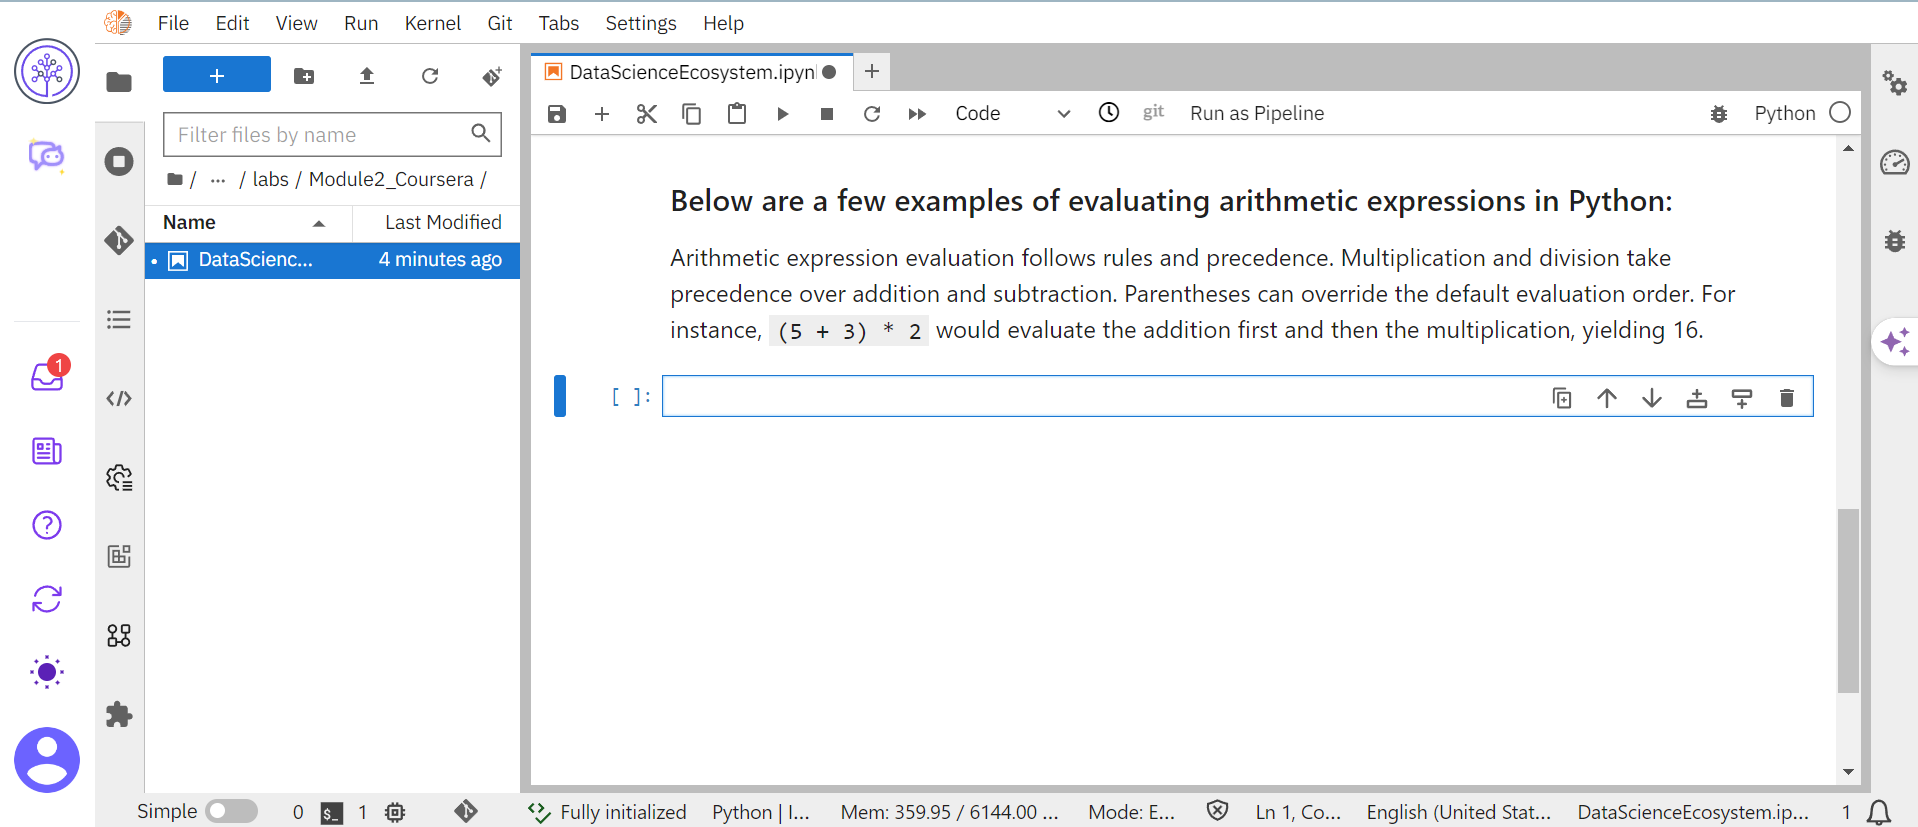 File Edit View Run Kernel Git Tabs Settings Help
Filter files by name
/ ... / labs / Module2_Coursera /
Name Last Modified
DataScienc... 4 minutes ago
1
DataScienceEcosystem.ipyn
Code git Run as Pipeline Python
Below are a few examples of evaluating arithmetic expressions in Python:
Arithmetic expression evaluation follows rules and precedence. Multiplication and division take
precedence over addition and subtraction. Parentheses can override the default evaluation order. For
instance, (5 + 3) * 2 would evaluate the addition first and then the multiplication, yielding 16.
[ ]:
Simple 0 $_ 1 Fully initialized Python | I... Mem: 359.95 / 6144.00 ... Mode: E... Ln 1, Co... English (United Stat... DataScienceEcosystem.ip... 1